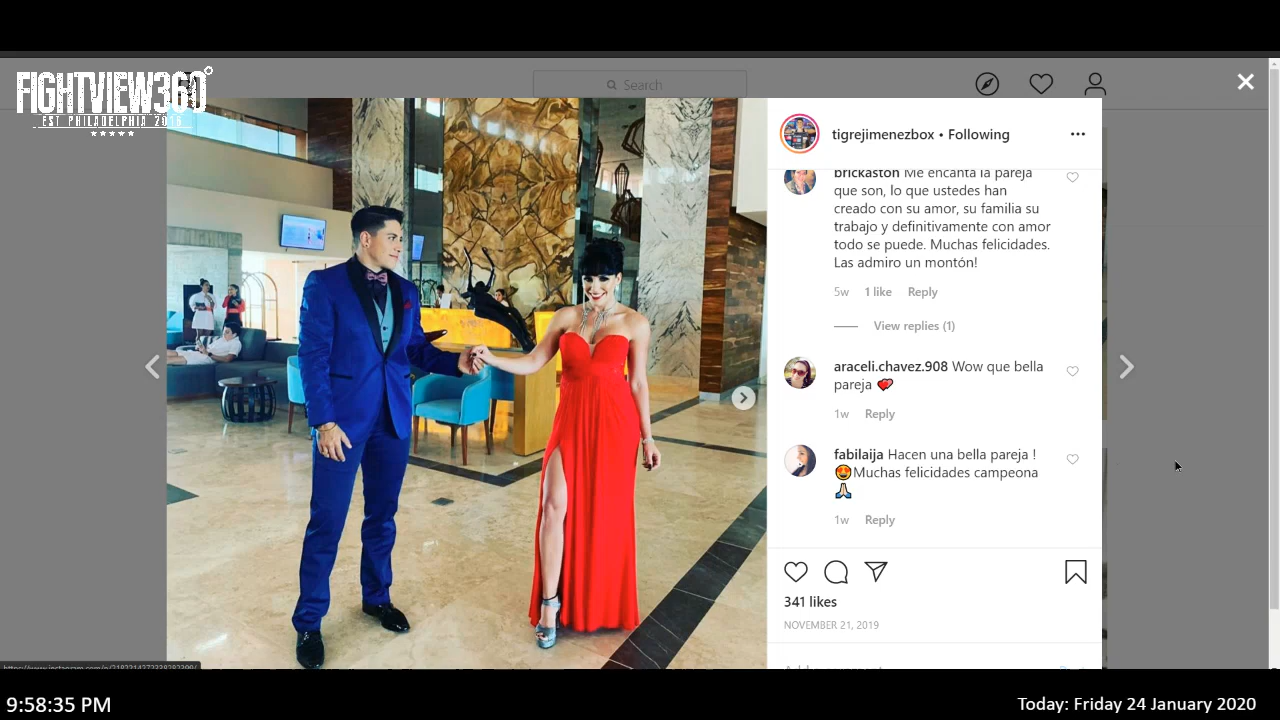 FIGHTVIEW360°
EST PHILADELPHIA 2016
Search
tigrejimenezbox • Following
brickaston Me encanta la pareja
que son, lo que ustedes han
creado con su amor, su familia su
trabajo y definitivamente con amor
todo se puede. Muchas felicidades.
Las admiro un montón!
5w 1 like Reply
View replies (1)
araceli.chavez.908 Wow que bella
pareja 💕
1w Reply
fabilaija Hacen una bella pareja !
😍Muchas felicidades campeona
🙏🏼
1w Reply
341 likes
NOVEMBER 21, 2019
9:58:35 PM
Today: Friday 24 January 2020